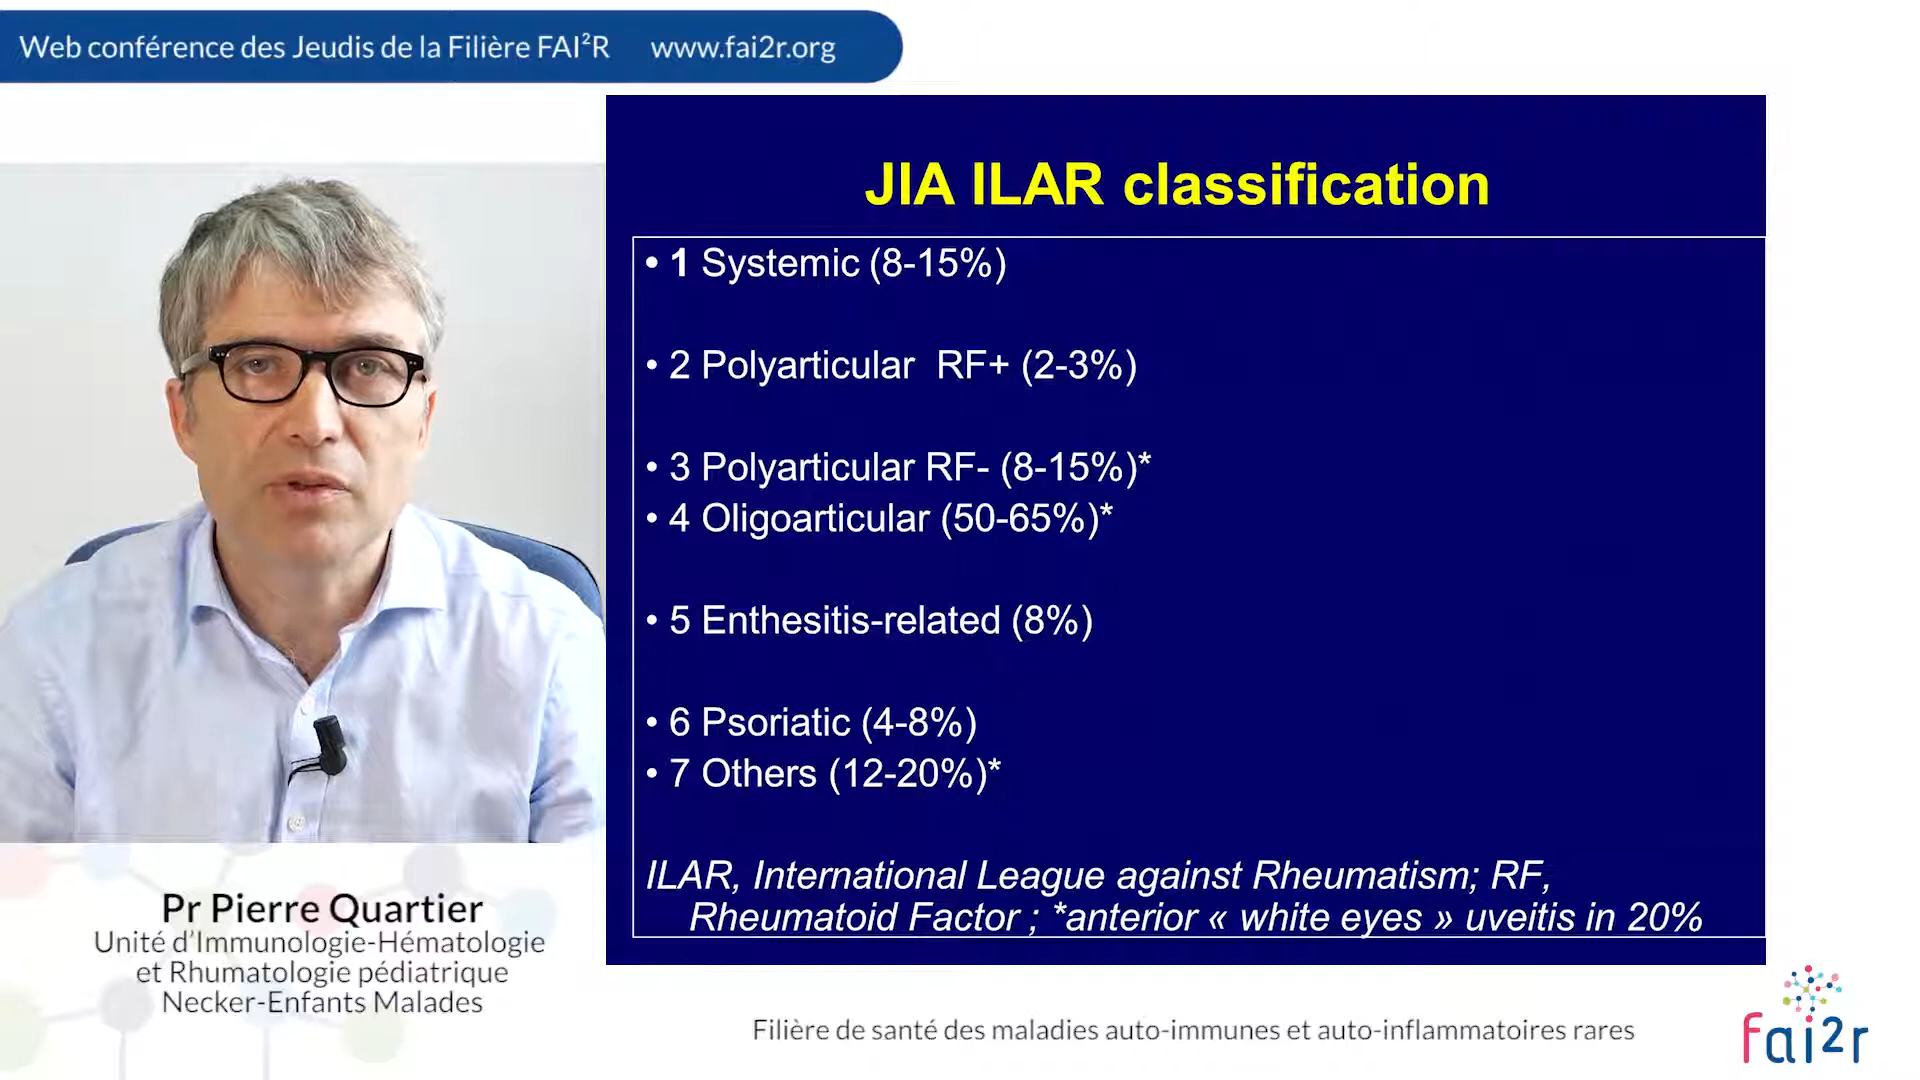 Web conférence des Jeudis de la Filière FAI²R www.fai2r.org
JIA ILAR classification
• 1 Systemic (8-15%)
• 2 Polyarticular RF+ (2-3%)
• 3 Polyarticular RF- (8-15%)*
• 4 Oligoarticular (50-65%)*
• 5 Enthesitis-related (8%)
• 6 Psoriatic (4-8%)
• 7 Others (12-20%)*
ILAR, International League against Rheumatism; RF,
Rheumatoid Factor ; *anterior « white eyes » uveitis in 20%
Pr Pierre Quartier
Unité d’Immunologie-Hématologie
et Rhumatologie pédiatrique
Necker-Enfants Malades
Filière de santé des maladies auto-immunes et auto-inflammatoires rares
fai2r